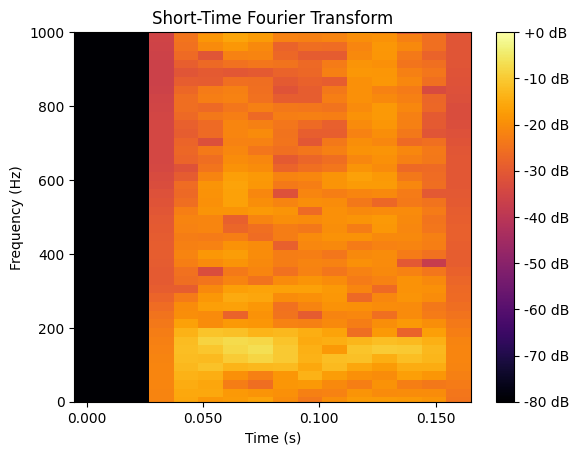 Short-Time Fourier Transform
1000
800
600
400
200
0
Frequency (Hz)
0.000
0.050
0.100
0.150
Time (s)
+0 dB
-10 dB
-20 dB
-30 dB
-40 dB
-50 dB
-60 dB
-70 dB
-80 dB